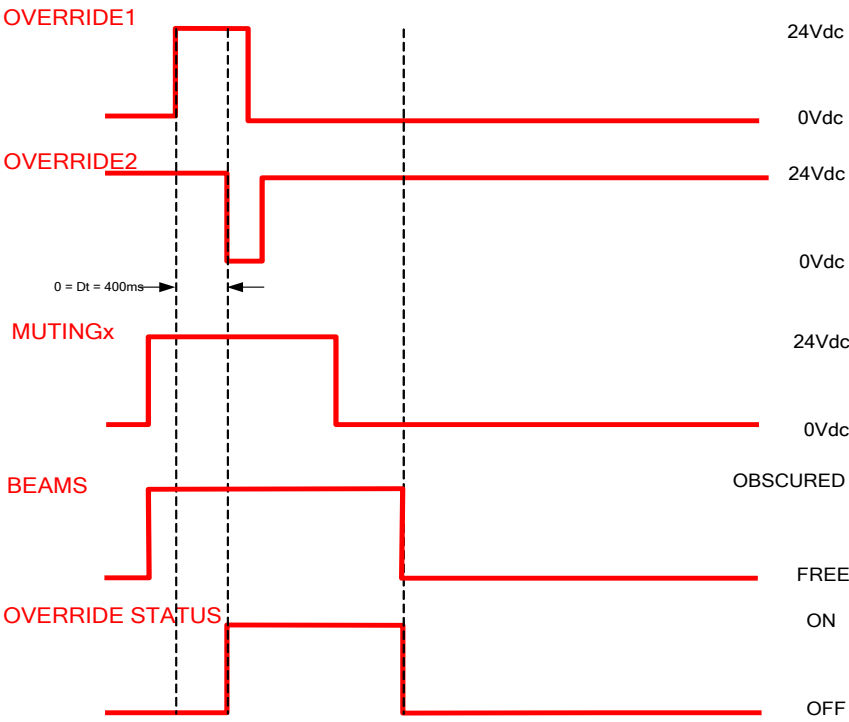 OVERRIDE1
24Vdc
0Vdc
OVERRIDE2
24Vdc
0Vdc
0 = Dt = 400ms
MUTINGx
24Vdc
0Vdc
BEAMS
OBSCURED
FREE
OVERRIDE STATUS
ON
OFF